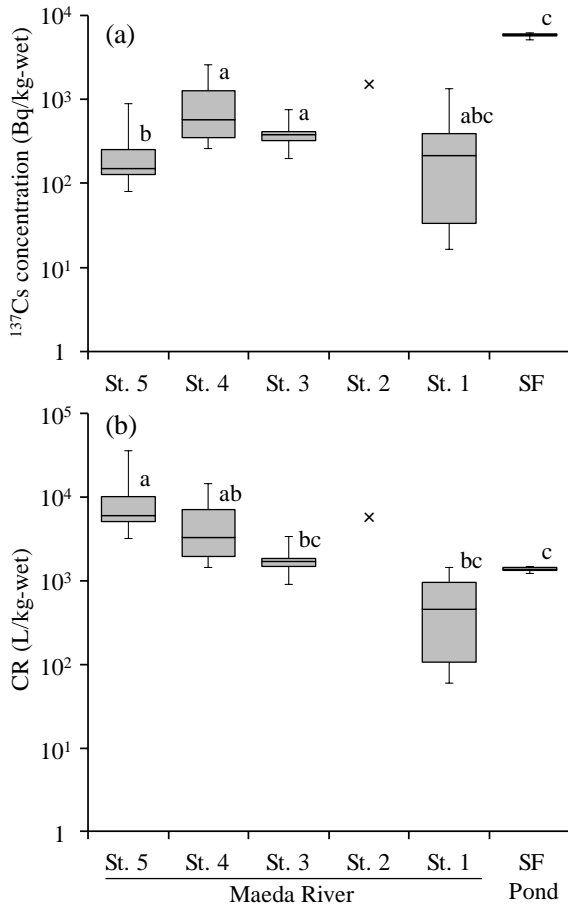 (a)
¹³⁷Cs concentration (Bq/kg-wet)
10⁴
10³
10²
10¹
1
b
a
a
×
abc
c
St. 5 St. 4 St. 3 St. 2 St. 1 SF
(b)
CR (L/kg-wet)
10⁵
10⁴
10³
10²
10¹
1
a
ab
bc
×
bc
c
St. 5 St. 4 St. 3 St. 2 St. 1 SF
Maeda River Pond